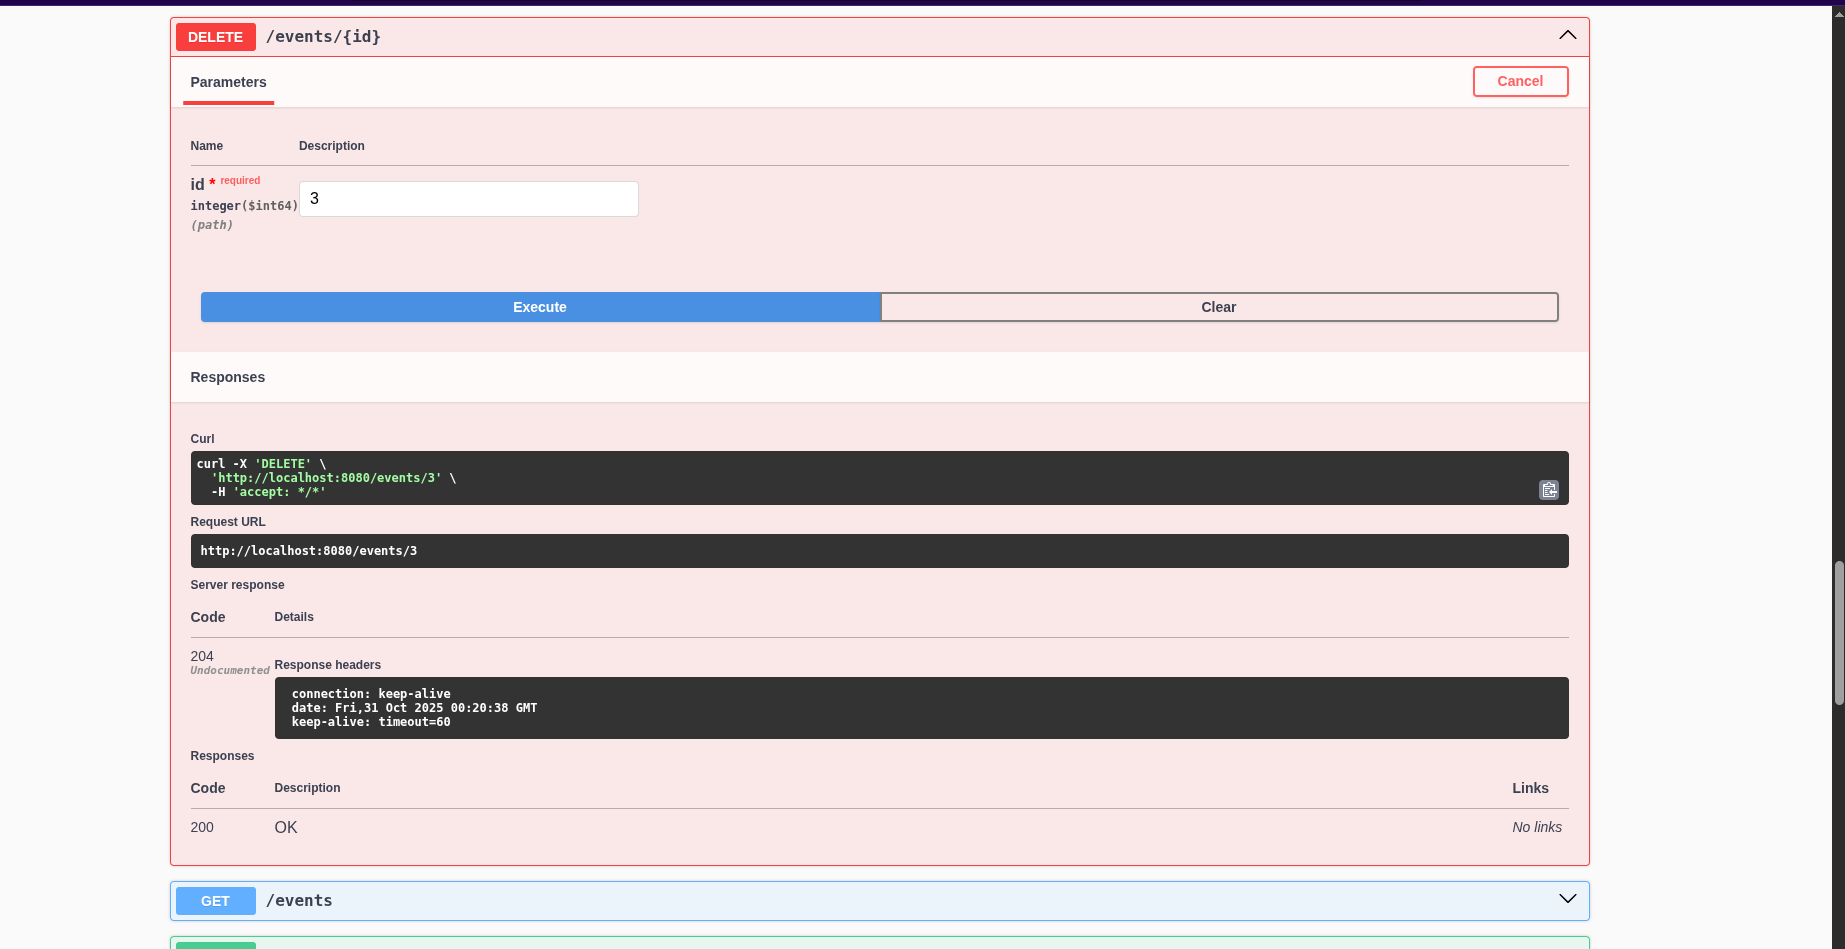 DELETE /events/{id}
Parameters Cancel
Name Description
id * required
integer($int64)
(path)
3
Execute Clear
Responses
Curl
curl -X 'DELETE' \
  'http://localhost:8080/events/3' \
  -H 'accept: */*'
Request URL
http://localhost:8080/events/3
Server response
Code Details
204
Undocumented
Response headers
connection: keep-alive
date: Fri,31 Oct 2025 00:20:38 GMT
keep-alive: timeout=60
Responses
Code Description Links
200 OK No links
GET /events